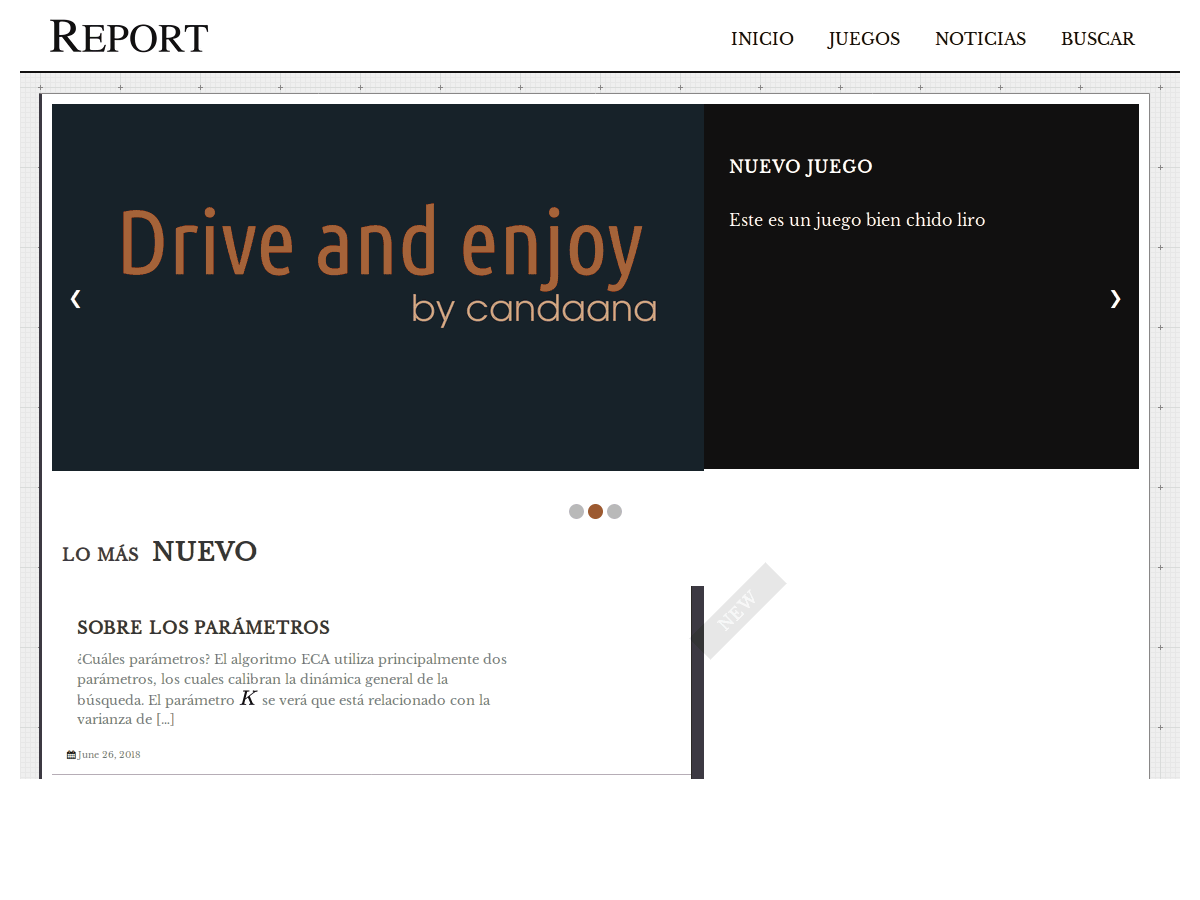 REPORT
INICIO JUEGOS NOTICIAS BUSCAR
Drive and enjoy
by candaana
NUEVO JUEGO
Este es un juego bien chido liro
LO MÁS NUEVO
NEW
SOBRE LOS PARÁMETROS
¿Cuáles parámetros? El algoritmo ECA utiliza principalmente dos
parámetros, los cuales calibran la dinámica general de la
búsqueda. El parámetro K se verá que está relacionado con la
varianza de [...]
June 26, 2018